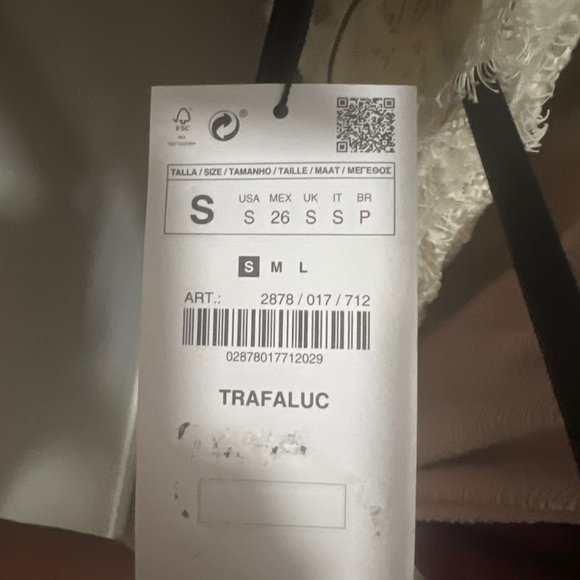 FSC
®
TALLA / SIZE / TAMANHO / TAILLE / MAAT / ΜΕΓΕΘΟΣ
S
USA MEX UK IT BR
S 26 S S P
S M L
ART.: 2878 / 017 / 712
02878017712029
TRAFALUC